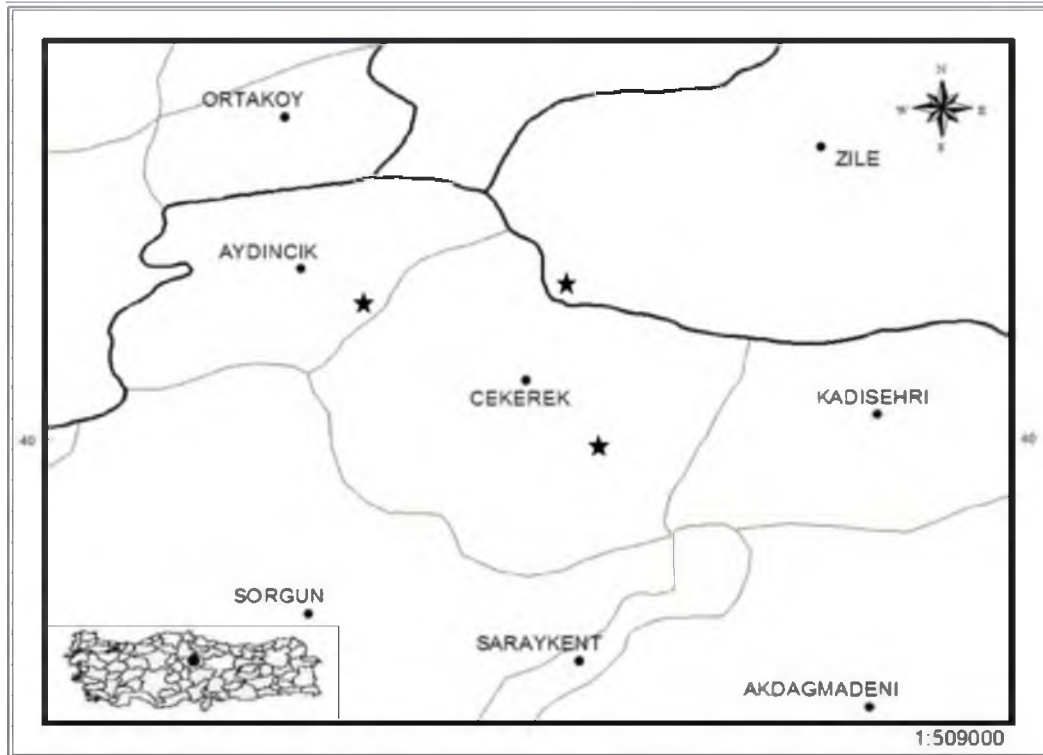 N
ORTAKOY
W
E
ZILE
AYDINCIK
CEKEREK
KADISEHRI
40
40
SORGUN
SARAYKENT
AKDAGMADENI
1:509000